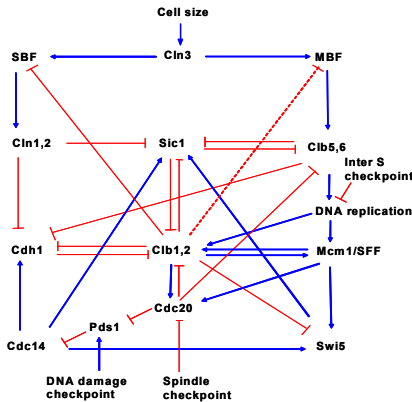 Cell size
SBF
Cln3
MBF
Cln1,2
Sic1
Clb5,6
Inter S
checkpoint
DNA replication
Cdh1
Clb1,2
Mcm1/SFF
Cdc20
Pds1
Cdc14
Swi5
DNA damage
checkpoint
Spindle
checkpoint